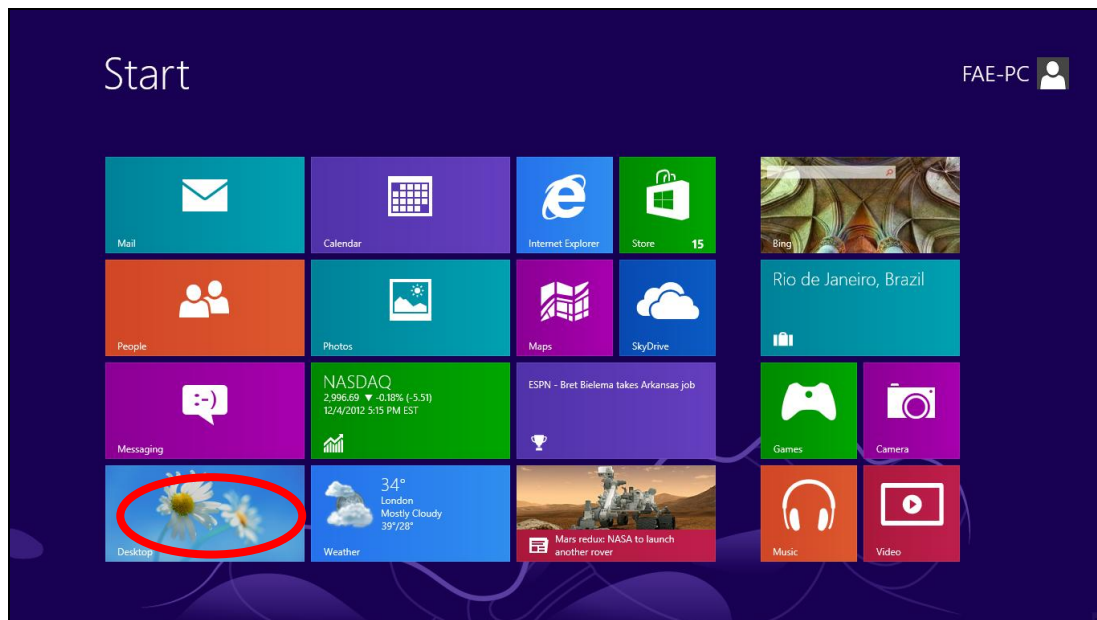 Start
FAE-PC
Mail
Calendar
Internet Explorer
Store
15
Bing
People
Photos
Maps
SkyDrive
Rio de Janeiro, Brazil
Messaging
NASDAQ
2,996.69 ▼ -0.18% (-5.51)
12/4/2012 5:15 PM EST
ESPN - Bret Bielema takes Arkansas job
Games
Camera
Desktop
34°
London
Mostly Cloudy
39°/28°
Weather
Mars redux: NASA to launch
another rover
Music
Video